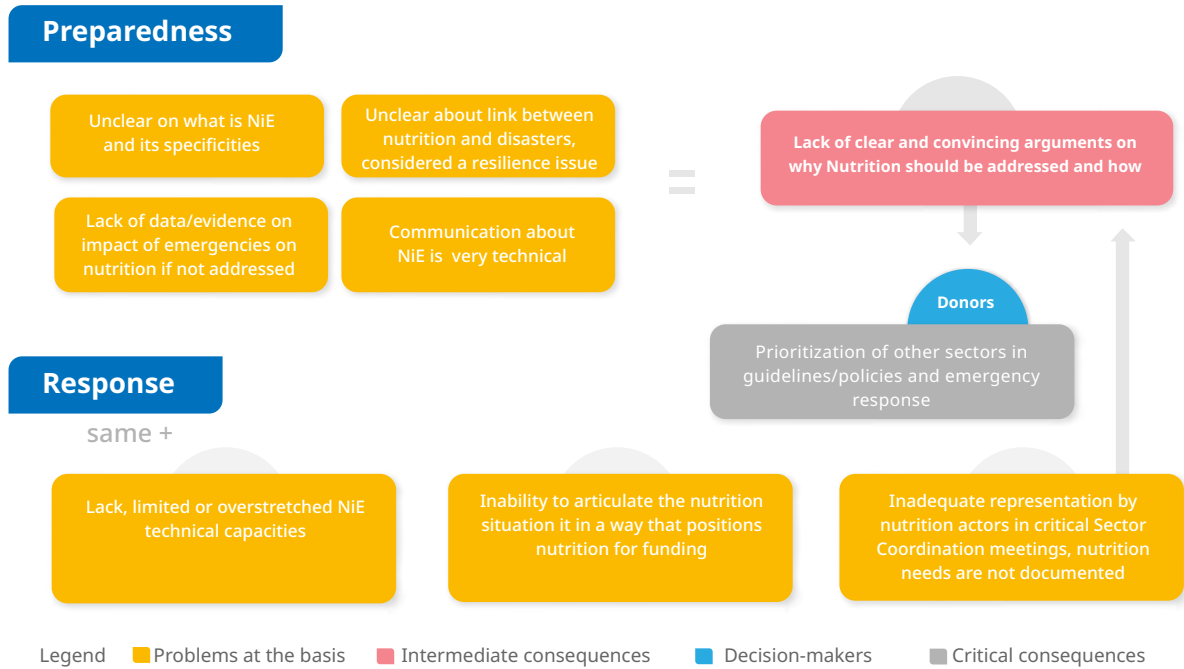 Preparedness
Unclear on what is NiE
and its specificities
Unclear about link between
nutrition and disasters,
considered a resilience issue
Lack of data/evidence on
impact of emergencies on
nutrition if not addressed
Communication about
NiE is very technical
=
Lack of clear and convincing arguments on
why Nutrition should be addressed and how
Donors
Prioritization of other sectors in
guidelines/policies and emergency
response
Response
same +
Lack, limited or overstretched NiE
technical capacities
Inability to articulate the nutrition
situation it in a way that positions
nutrition for funding
Inadequate representation by
nutrition actors in critical Sector
Coordination meetings, nutrition
needs are not documented
Legend
Problems at the basis
Intermediate consequences
Decision-makers
Critical consequences